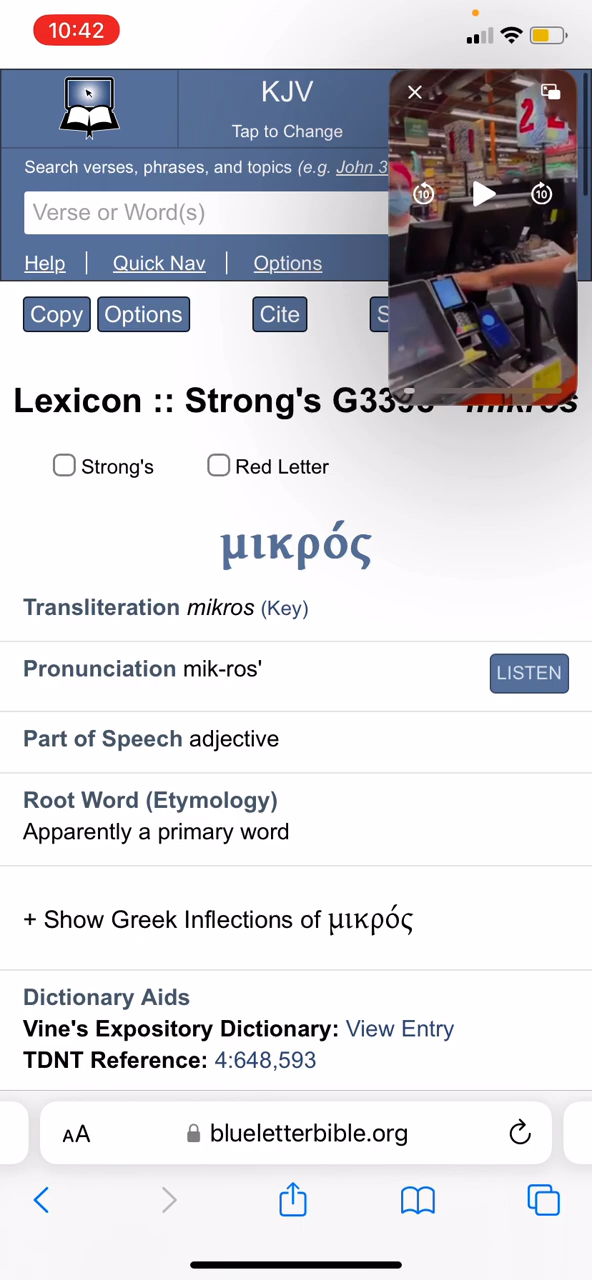 10:42
KJV
Tap to Change
Search verses, phrases, and topics (e.g. John 3
Verse or Word(s)
Help | Quick Nav | Options
Copy Options Cite S
10 10
Lexicon :: Strong's mikros
Strong's Red Letter
μικρός
Transliteration mikros (Key)
Pronunciation mik-ros'
LISTEN
Part of Speech adjective
Root Word (Etymology)
Apparently a primary word
+ Show Greek Inflections of μικρός
Dictionary Aids
Vine's Expository Dictionary: View Entry
TDNT Reference: 4:648,593
AA blueletterbible.org